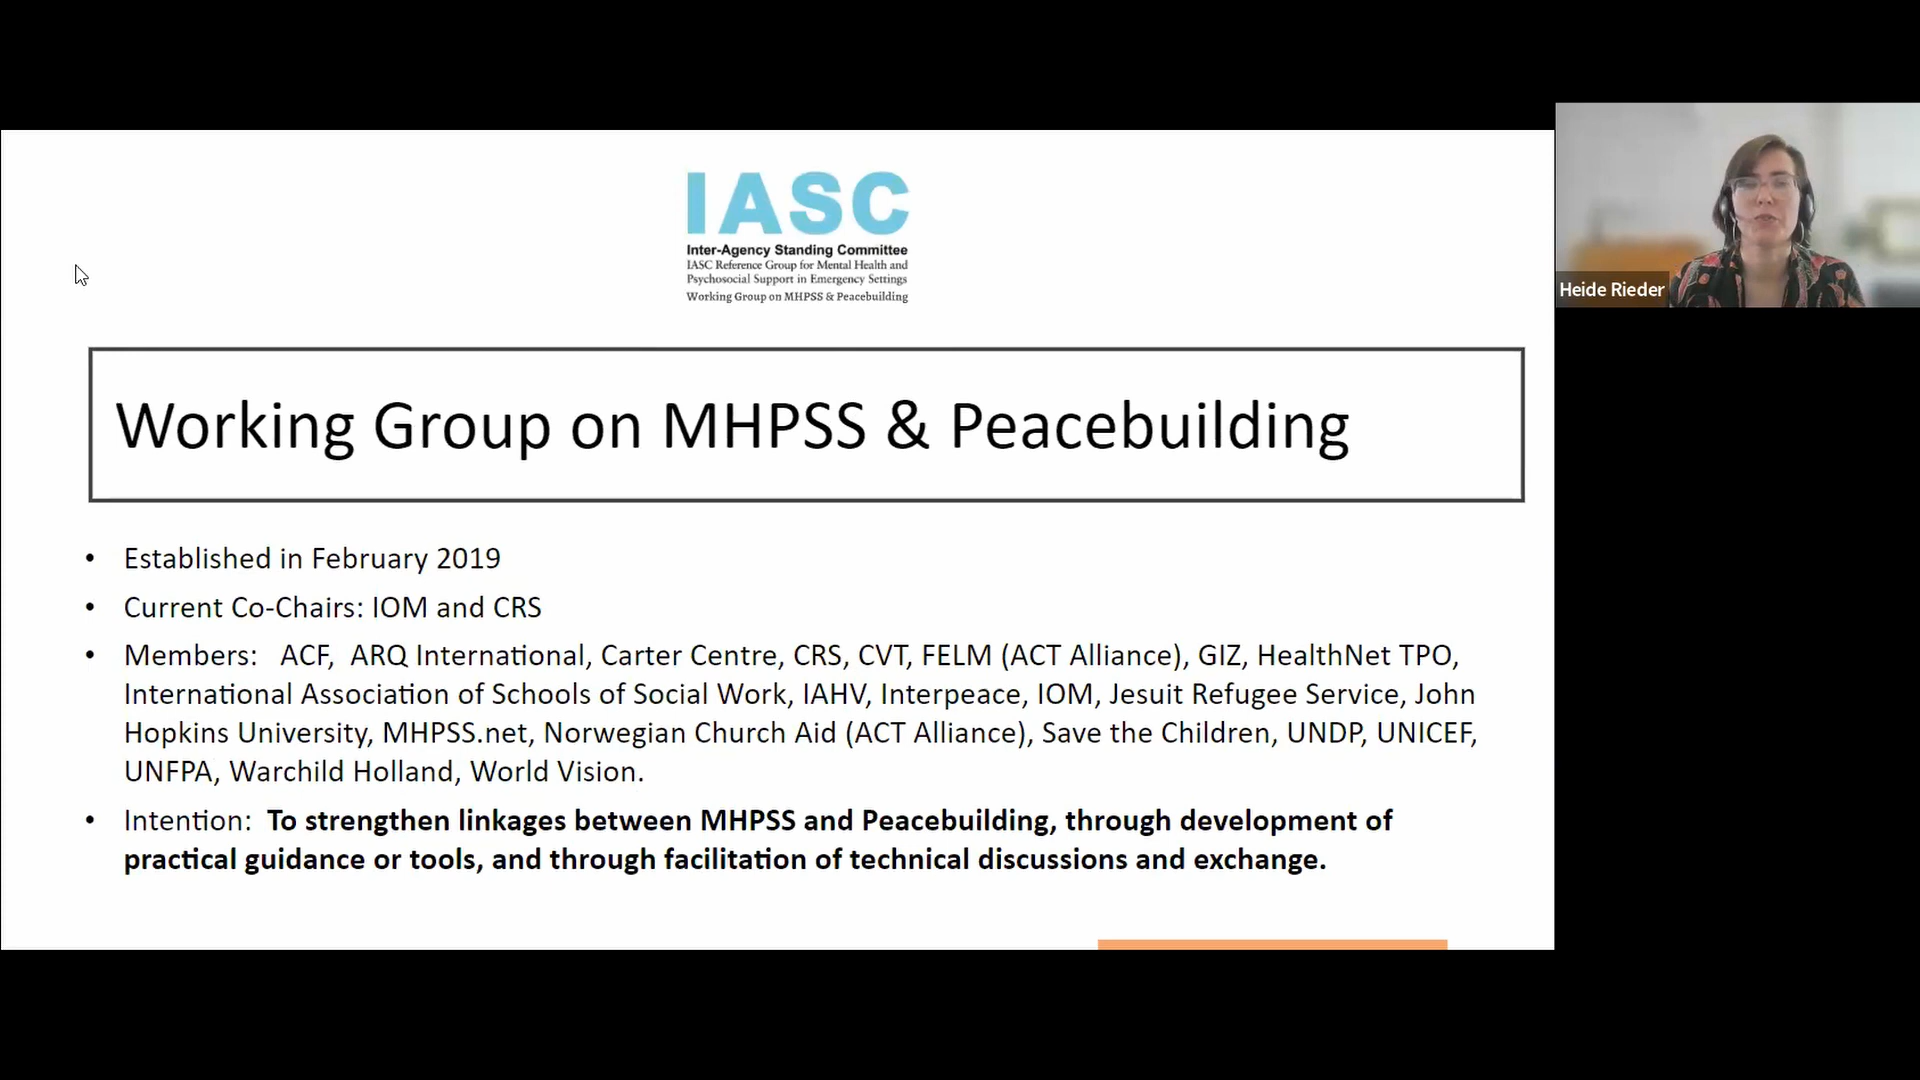 IASC
Inter-Agency Standing Committee
IASC Reference Group for Mental Health and
Psychosocial Support in Emergency Settings
Working Group on MHPSS & Peacebuilding
Heide Rieder
Working Group on MHPSS & Peacebuilding
• Established in February 2019
• Current Co-Chairs: IOM and CRS
• Members: ACF, ARQ International, Carter Centre, CRS, CVT, FELM (ACT Alliance), GIZ, HealthNet TPO,
International Association of Schools of Social Work, IAHV, Interpeace, IOM, Jesuit Refugee Service, John
Hopkins University, MHPSS.net, Norwegian Church Aid (ACT Alliance), Save the Children, UNDP, UNICEF,
UNFPA, Warchild Holland, World Vision.
• Intention: To strengthen linkages between MHPSS and Peacebuilding, through development of
practical guidance or tools, and through facilitation of technical discussions and exchange.